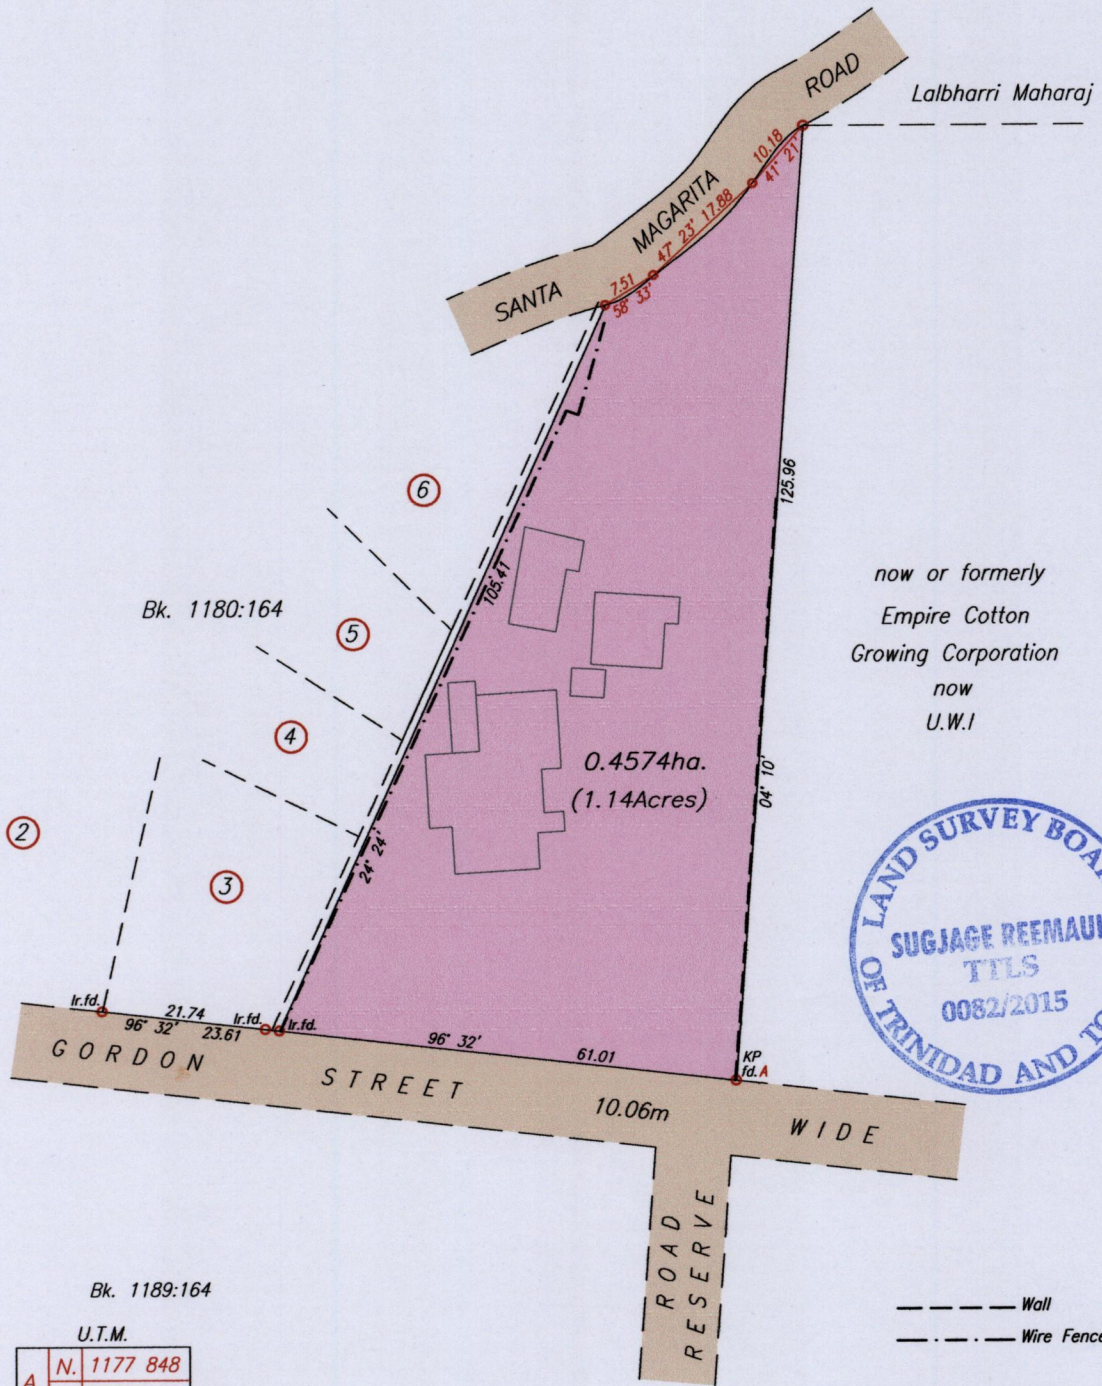 Lalbharri Maharaj
ROAD
10.18
41° 21'
MAGARITA
47° 23' 17.88
SANTA
7.51
58° 33'
6
125.96
105.41
Bk. 1180:164
5
now or formerly
Empire Cotton
Growing Corporation
now
U.W.I
4
0.4574ha.
(1.14Acres)
04° 10'
2
24° 24'
3
LAND SURVEY
OF TRINIDAD AND
SUGJAGE
TTLS
0082/2015
Ir.fd.
21.74
96° 32'
23.61
Ir.fd.
Ir.fd.
96° 32'
61.01
KP
fd. A
GORDON
STREET
10.06m
WIDE
ROAD
RESERVE
Bk. 1189:164
Wall
Wire Fence
U.T.M.
A
N. 1177 848